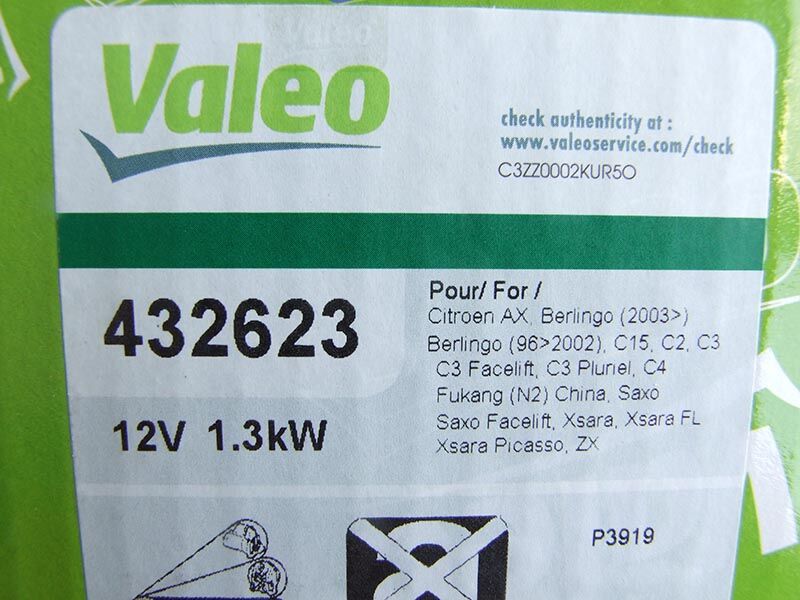 Valeo
check authenticity at :
www.valeoservice.com/check
C3ZZ0002KUR5O
432623
12V 1.3kW
Pour/ For /
Citroen AX, Berlingo (2003>)
Berlingo (96>2002), C15, C2, C3
C3 Facelift, C3 Pluriel, C4
Fukang (N2) China, Saxo
Saxo Facelift, Xsara, Xsara FL
Xsara Picasso, ZX
P3919